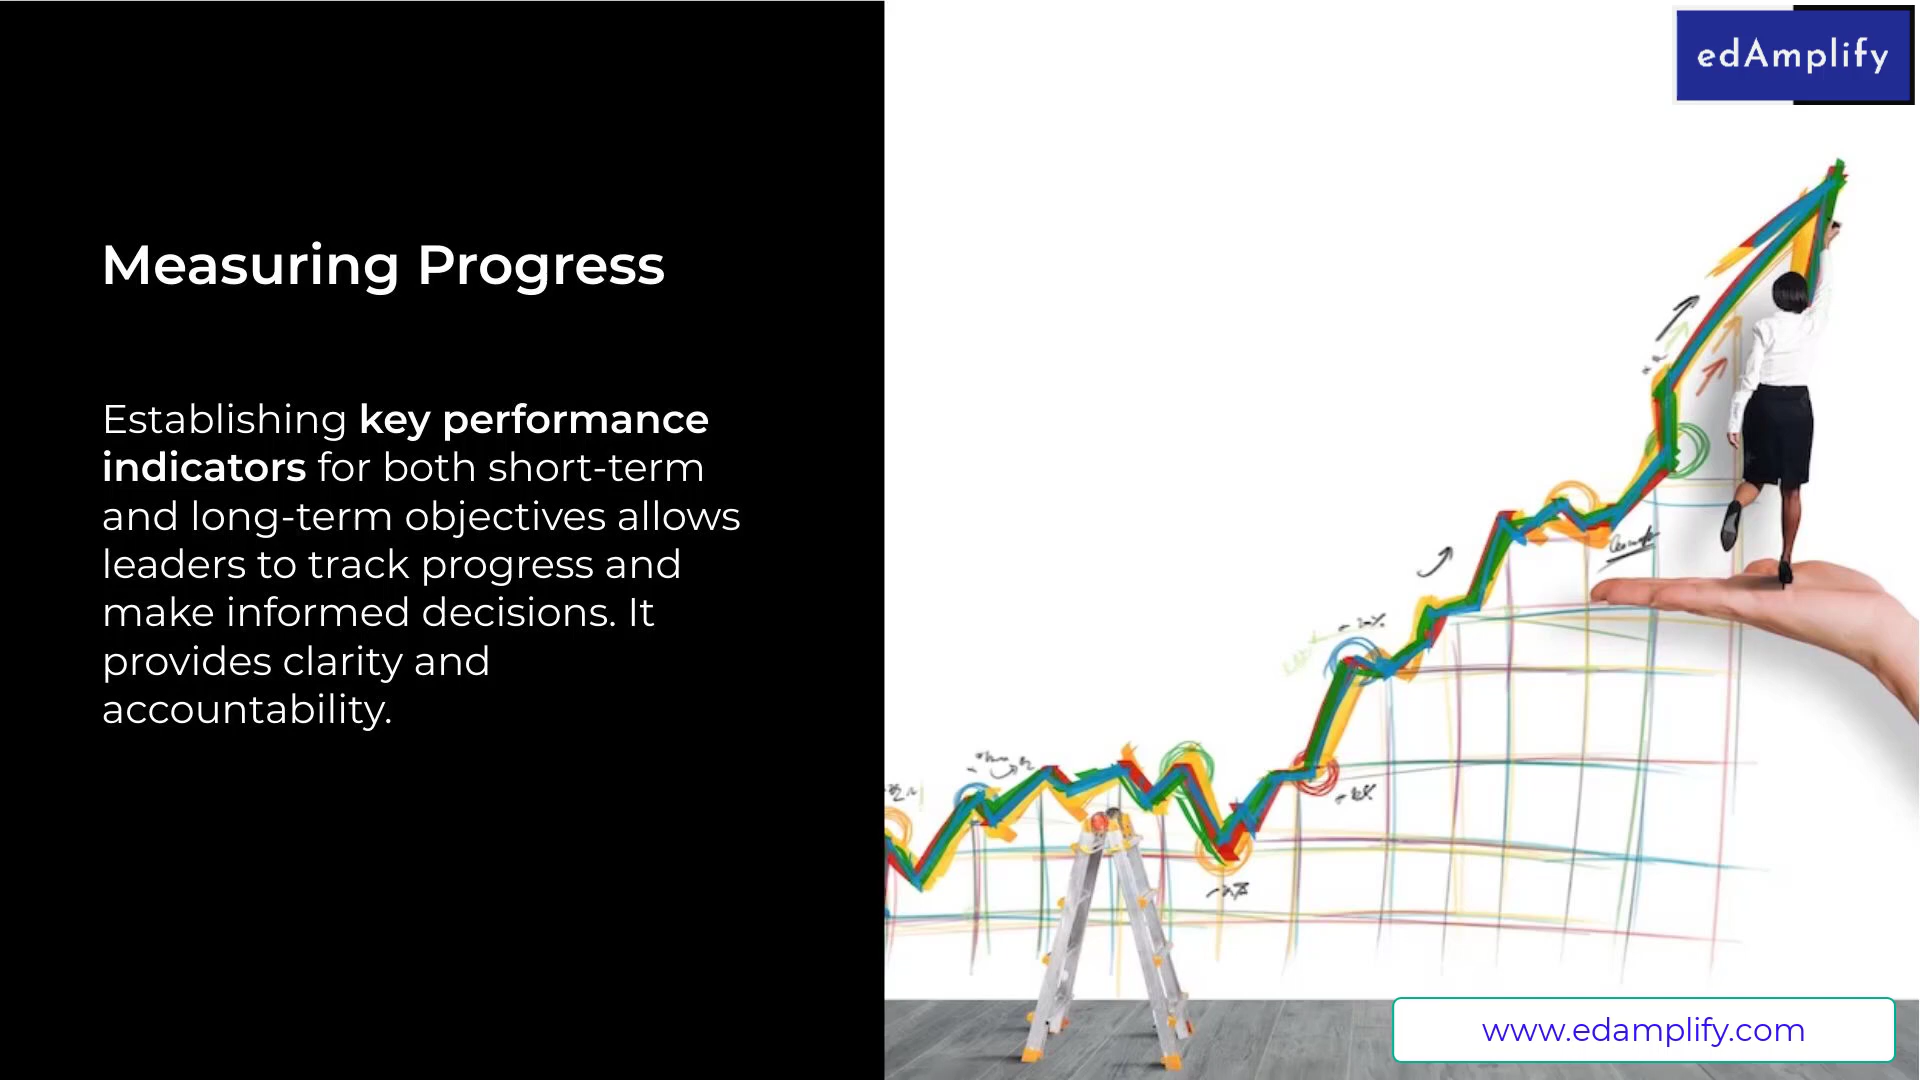 edAmplify
Measuring Progress
Establishing key performance
indicators for both short-term
and long-term objectives allows
leaders to track progress and
make informed decisions. It
provides clarity and
accountability.
www.edamplify.com